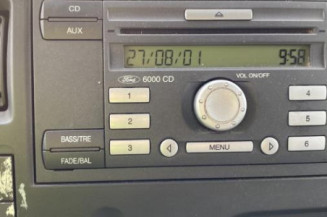 CD
AUX
27/08/01 9:58
Ford 6000 CD VOL ON/OFF
1
4
2
5
BASS/TRE
3
MENU
6
FADE/BAL